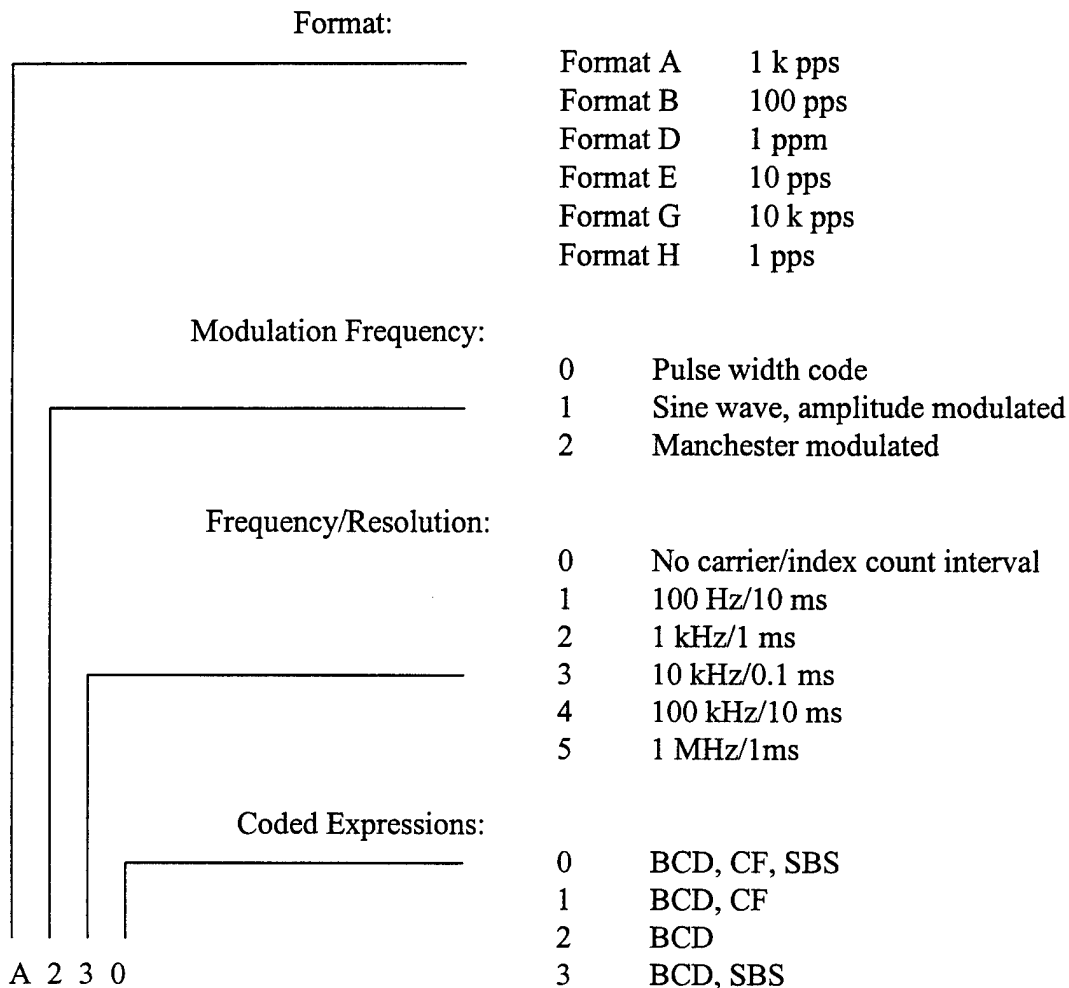 Format:
Format A 1 k pps
Format B 100 pps
Format D 1 ppm
Format E 10 pps
Format G 10 k pps
Format H 1 pps
Modulation Frequency:
0 Pulse width code
1 Sine wave, amplitude modulated
2 Manchester modulated
Frequency/Resolution:
0 No carrier/index count interval
1 100 Hz/10 ms
2 1 kHz/1 ms
3 10 kHz/0.1 ms
4 100 kHz/10 ms
5 1 MHz/1ms
Coded Expressions:
0 BCD, CF, SBS
1 BCD, CF
2 BCD
3 BCD, SBS
A 2 3 0